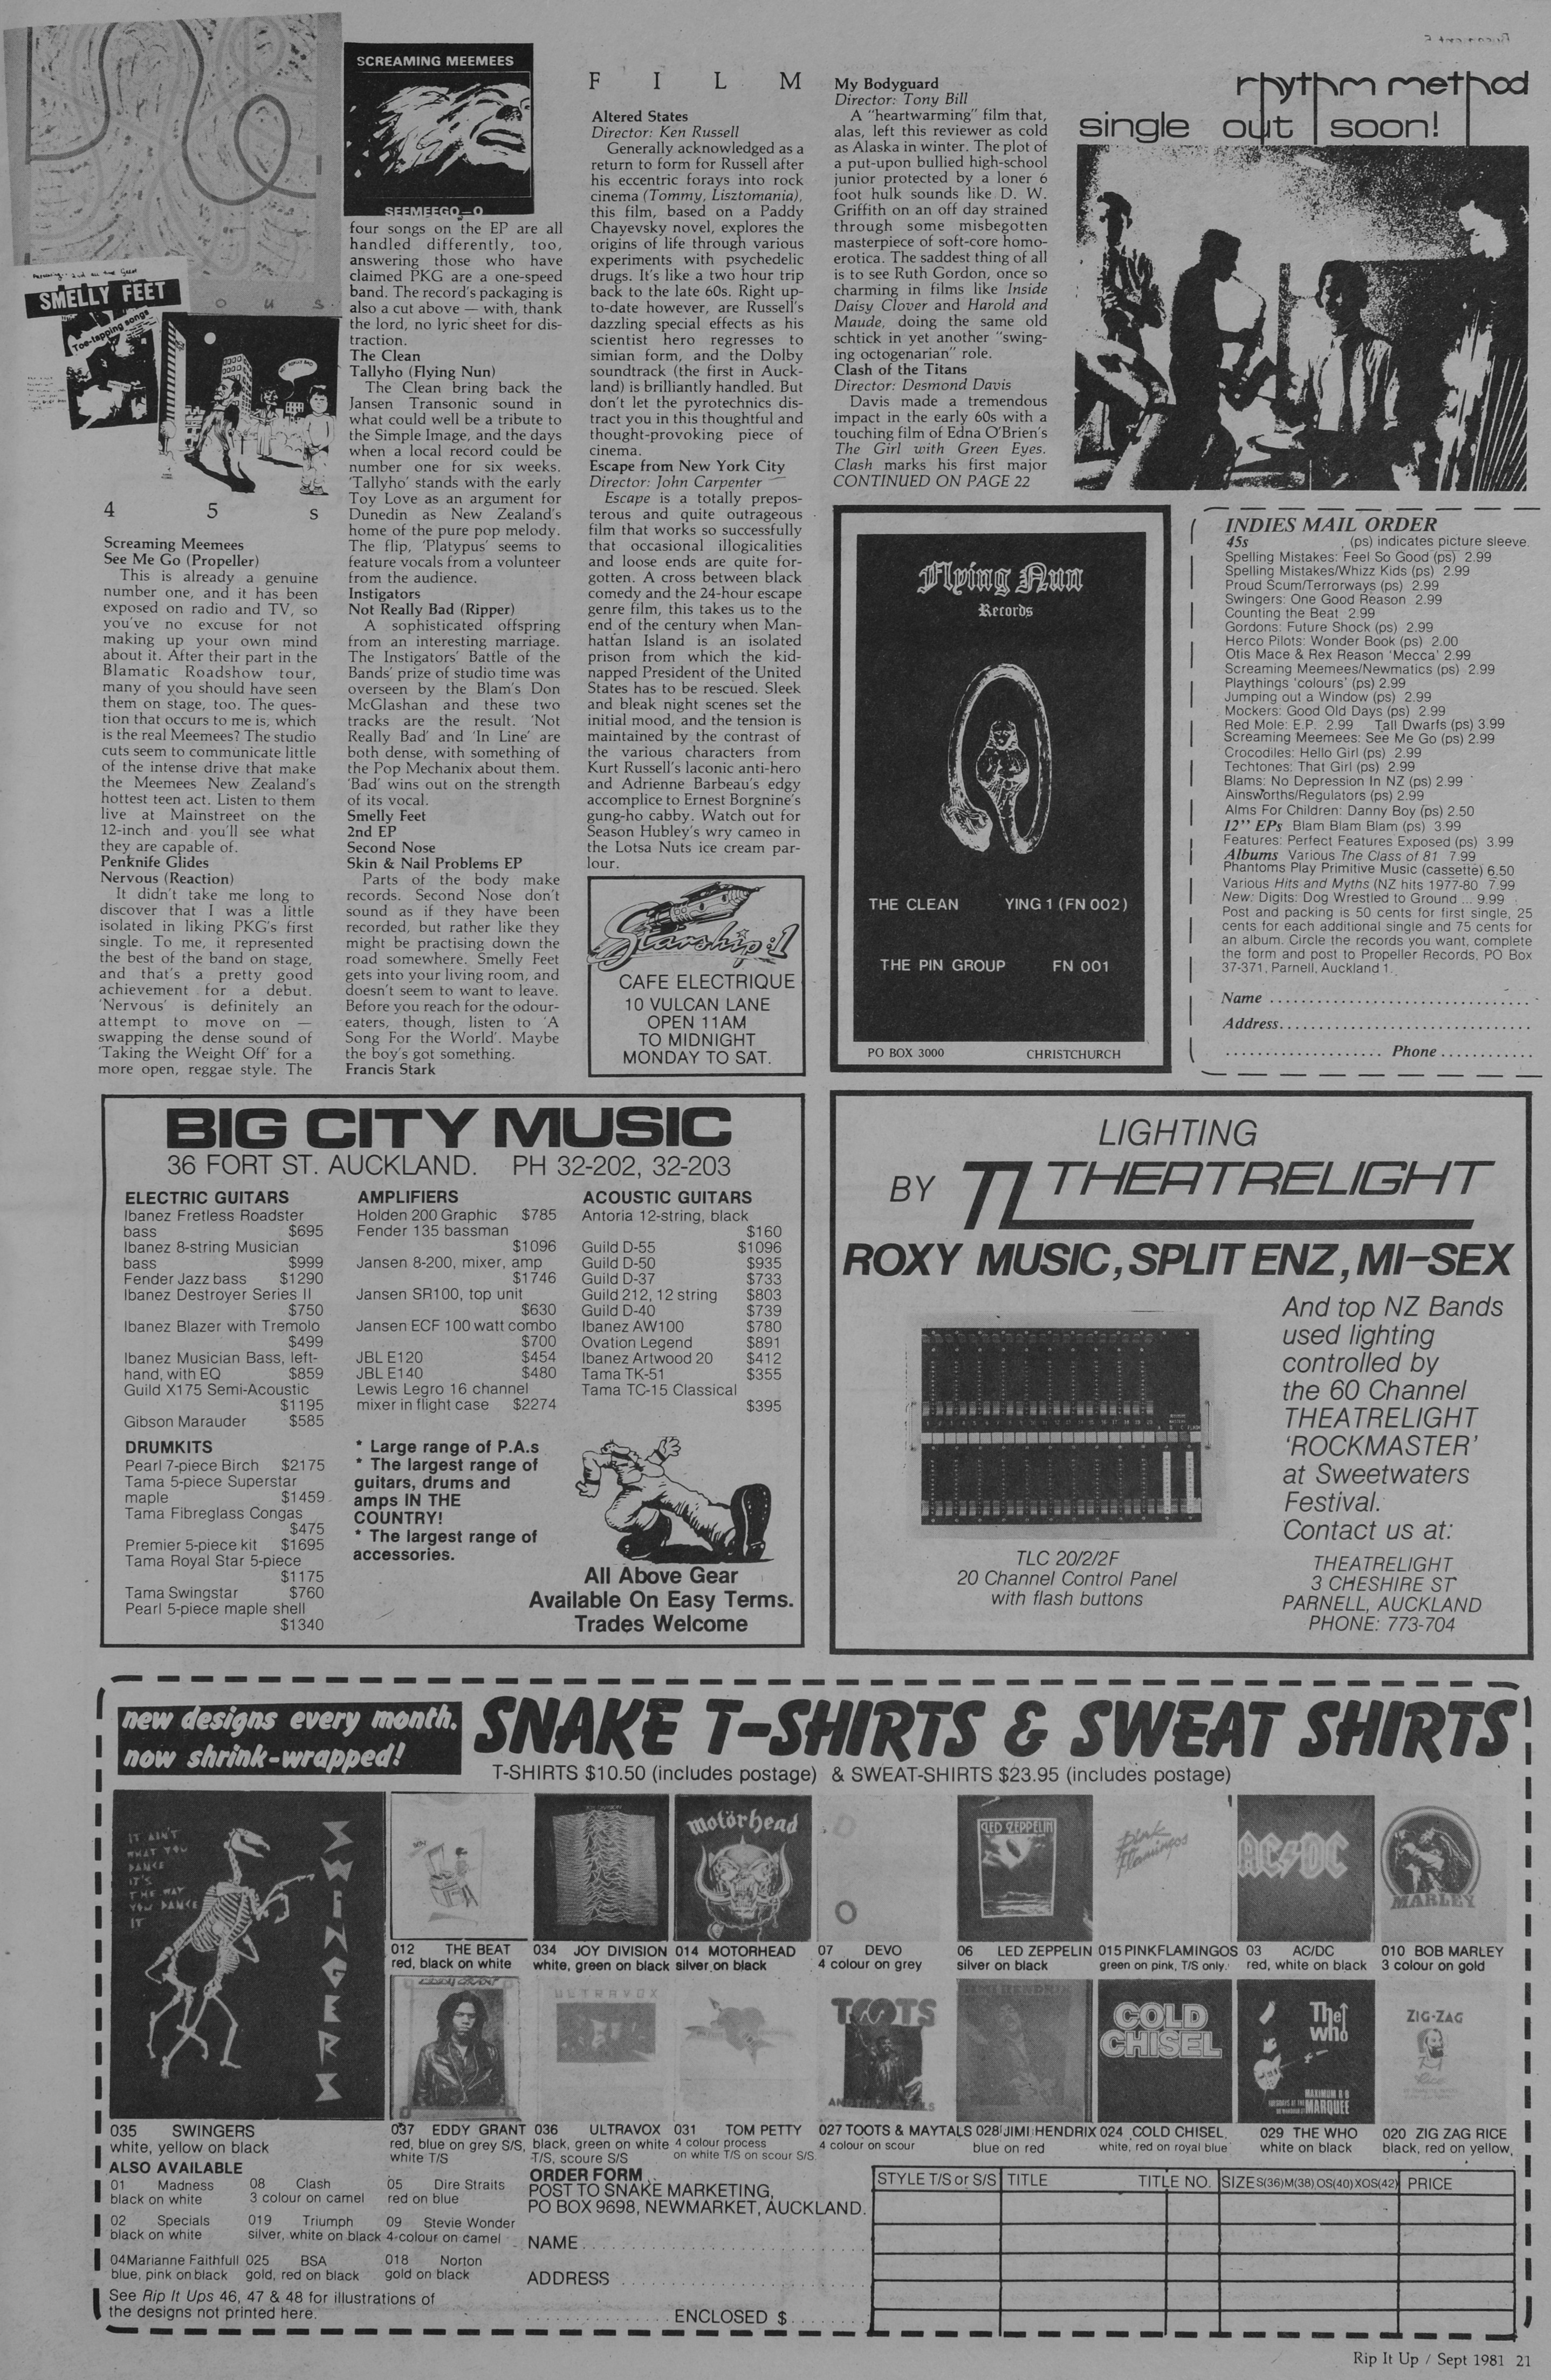 SMELLY FEET
Toe-tapping songs
o u s
4 5 s
Screaming Meemees
See Me Go (Propeller)
This is already a genuine
number one, and it has been
exposed on radio and TV, so
you've no excuse for not
making up your own mind
about it. After their part in the
Blamatic Roadshow tour,
many of you should have seen
them on stage, too. The ques-
tion that occurs to me is, which
is the real Meemees? The studio
cuts seem to communicate little
of the intense drive that make
the Meemees New Zealand's
hottest teen act. Listen to them
live at Mainstreet on the
12-inch and you'll see what
they are capable of.
Penknife Glides
Nervous (Reaction)
It didn't take me long to
discover that I was a little
isolated in liking PKG's first
single. To me, it represented
the best of the band on stage,
and that's a pretty good
achievement for a debut.
'Nervous' is definitely an
attempt to move on —
swapping the dense sound of
'Taking the Weight Off' for a
more open, reggae style. The
SCREAMING MEEMEES
SEEMEEGO_O
four songs on the EP are all
handled differently, too,
answering those who have
claimed PKG are a one-speed
band. The record's packaging is
also a cut above — with, thank
the lord, no lyric sheet for dis-
traction.
The Clean
Tallyho (Flying Nun)
The Clean bring back the
Jansen Transonic sound in
what could well be a tribute to
the Simple Image, and the days
when a local record could be
number one for six weeks.
'Tallyho' stands with the early
Toy Love as an argument for
Dunedin as New Zealand's
home of the pure pop melody.
The flip, 'Platypus' seems to
feature vocals from a volunteer
from the audience.
Instigators
Not Really Bad (Ripper)
A sophisticated offspring
from an interesting marriage.
The Instigators' Battle of the
Bands' prize of studio time was
overseen by the Blam's Don
McGlashan and these two
tracks are the result. 'Not
Really Bad' and 'In Line' are
both dense, with something of
the Pop Mechanix about them.
'Bad' wins out on the strength
of its vocal.
Smelly Feet
2nd EP
Second Nose
Skin & Nail Problems EP
Parts of the body make
records. Second Nose don't
sound as if they have been
recorded, but rather like they
might be practising down the
road somewhere. Smelly Feet
gets into your living room, and
doesn't seem to want to leave.
Before you reach for the odour-
eaters, though, listen to 'A
Song For the World'. Maybe
the boy's got something.
Francis Stark
F I L M
Altered States
Director: Ken Russell
Generally acknowledged as a
return to form for Russell after
his eccentric forays into rock
cinema (Tommy, Lisztomania),
this film, based on a Paddy
Chayevsky novel, explores the
origins of life through various
experiments with psychedelic
drugs. It's like a two hour trip
back to the late 60s. Right up-
to-date however, are Russell's
dazzling special effects as his
scientist hero regresses to
simian form, and the Dolby
soundtrack (the first in Auck-
land) is brilliantly handled. But
don't let the pyrotechnics dis-
tract you in this thoughtful and
thought-provoking piece of
cinema.
Escape from New York City
Director: John Carpenter
Escape is a totally prepos-
terous and quite outrageous
film that works so successfully
that occasional illogicalities
and loose ends are quite for-
gotten. A cross between black
comedy and the 24-hour escape
genre film, this takes us to the
end of the century when Man-
hattan Island is an isolated
prison from which the kid-
napped President of the United
States has to be rescued. Sleek
and bleak night scenes set the
initial mood, and the tension is
maintained by the contrast of
the various characters from
Kurt Russell's laconic anti-hero
and Adrienne Barbeau's edgy
accomplice to Ernest Borgnine's
gung-ho cabby. Watch out for
Season Hubley's wry cameo in
the Lotsa Nuts ice cream par-
lour.
Starship 1
CAFE ELECTRIQUE
10 VULCAN LANE
OPEN 11AM
TO MIDNIGHT
MONDAY TO SAT.
My Bodyguard
Director: Tony Bill
A "heartwarming" film that,
alas, left this reviewer as cold
as Alaska in winter. The plot of
a put-upon bullied high-school
junior protected by a loner 6
foot hulk sounds like D. W.
Griffith on an off day strained
through some misbegotten
masterpiece of soft-core homo-
erotica. The saddest thing of all
is to see Ruth Gordon, once so
charming in films like Inside
Daisy Clover and Harold and
Maude, doing the same old
schtick in yet another "swing-
ing octogenarian" role.
Clash of the Titans
Director: Desmond Davis
Davis made a tremendous
impact in the early 60s with a
touching film of Edna O'Brien's
The Girl with Green Eyes.
Clash marks his first major
CONTINUED ON PAGE 22
rhythm method
single out soon!
Flying Nun
Records
THE CLEAN YING 1 (FN 002)
THE PIN GROUP FN 001
PO BOX 3000 CHRISTCHURCH
INDIES MAIL ORDER
45s (ps) indicates picture sleeve.
Spelling Mistakes: Feel So Good (ps) 2.99
Spelling Mistakes/Whizz Kids (ps) 2.99
Proud Scum/Terrorways (ps) 2.99
Swingers: One Good Reason 2.99
Counting the Beat 2.99
Gordons: Future Shock (ps) 2.99
Herco Pilots: Wonder Book (ps) 2.00
Otis Mace & Rex Reason 'Mecca' 2.99
Screaming Meemees/Newmatics (ps) 2.99
Playthings 'colours' (ps) 2.99
Jumping out a Window (ps) 2.99
Mockers: Good Old Days (ps) 2.99
Red Mole: E.P. 2.99 Tall Dwarfs (ps) 3.99
Screaming Meemees: See Me Go (ps) 2.99
Crocodiles: Hello Girl (ps) 2.99
Techtones: That Girl (ps) 2.99
Blams: No Depression In NZ (ps) 2.99
Ainsworths/Regulators (ps) 2.99
Alms For Children: Danny Boy (ps) 2.50
12" EPs Blam Blam Blam (ps) 3.99
Features: Perfect Features Exposed (ps) 3.99
Albums Various The Class of 81 7.99
Phantoms Play Primitive Music (cassette) 6.50
Various Hits and Myths (NZ hits 1977-80 7.99
New: Digits: Dog Wrestled to Ground ... 9.99
Post and packing is 50 cents for first single, 25
cents for each additional single and 75 cents for
an album. Circle the records you want, complete
the form and post to Propeller Records, PO Box
37-371, Parnell, Auckland 1.
Name ................................
Address................................
.................... Phone ............
BIG CITY MUSIC
36 FORT ST. AUCKLAND. PH 32-202, 32-203
ELECTRIC GUITARS
Ibanez Fretless Roadster
bass $695
Ibanez 8-string Musician
bass $999
Fender Jazz bass $1290
Ibanez Destroyer Series II
$750
Ibanez Blazer with Tremolo
$499
Ibanez Musician Bass, left-
hand, with EQ $859
Guild X175 Semi-Acoustic
$1195
Gibson Marauder $585
DRUMKITS
Pearl 7-piece Birch $2175
Tama 5-piece Superstar
maple $1459
Tama Fibreglass Congas
$475
Premier 5-piece kit $1695
Tama Royal Star 5-piece
$1175
Tama Swingstar $760
Pearl 5-piece maple shell
$1340
AMPLIFIERS
Holden 200 Graphic $785
Fender 135 bassman
$1096
Jansen 8-200, mixer, amp
$1746
Jansen SR100, top unit
$630
Jansen ECF 100 watt combo
$700
JBL E120 $454
JBL E140 $480
Lewis Legro 16 channel
mixer in flight case $2274
* Large range of P.A.s
* The largest range of
guitars, drums and
amps IN THE
COUNTRY!
* The largest range of
accessories.
ACOUSTIC GUITARS
Antoria 12-string, black
$160
Guild D-55 $1096
Guild D-50 $935
Guild D-37 $733
Guild 212, 12 string $803
Guild D-40 $739
Ibanez AW100 $780
Ovation Legend $891
Ibanez Artwood 20 $412
Tama TK-51 $355
Tama TC-15 Classical
$395
All Above Gear
Available On Easy Terms.
Trades Welcome
LIGHTING
BY TL THEATRELIGHT
ROXY MUSIC, SPLIT ENZ, MI-SEX
TLC 20/2/2F
20 Channel Control Panel
with flash buttons
And top NZ Bands
used lighting
controlled by
the 60 Channel
THEATRELIGHT
'ROCKMASTER'
at Sweetwaters
Festival.
Contact us at:
THEATRELIGHT
3 CHESHIRE ST
PARNELL, AUCKLAND
PHONE: 773-704
new designs every month.
now shrink-wrapped!
SNAKE T-SHIRTS & SWEAT SHIRTS
T-SHIRTS $10.50 (includes postage) & SWEAT-SHIRTS $23.95 (includes postage)
IT AIN'T
WHAT YOU
DANCE
IT'S
THE WAY
YOU DANCE
IT
SWINGERS
motörhead
LED ZEPPELIN
Pink Flamingos
AC/DC
MARLEY
012 THE BEAT
red, black on white
034 JOY DIVISION
white, green on black
014 MOTORHEAD
silver on black
07 DEVO
4 colour on grey
06 LED ZEPPELIN
silver on black
015 PINKFLAMINGOS
green on pink, T/S only.
03 AC/DC
red, white on black
010 BOB MARLEY
3 colour on gold
EDDY GRANT
ULTRAVOX
TOOTS
JIMI HENDRIX
COLD
CHISEL
The
Who
MAXIMUM R B
MARQUEE
ZIG-ZAG
035 SWINGERS
white, yellow on black
037 EDDY GRANT
red, blue on grey S/S,
white T/S
036 ULTRAVOX
black, green on white
T/S, scoure S/S
031 TOM PETTY
4 colour process
on white T/S on scour S/S.
027 TOOTS & MAYTALS
4 colour on scour
028 JIMI HENDRIX
blue on red
024 COLD CHISEL
white, red on royal blue
029 THE WHO
white on black
020 ZIG ZAG RICE
black, red on yellow,
ALSO AVAILABLE
01 Madness
black on white
08 Clash
3 colour on camel
05 Dire Straits
red on blue
02 Specials
black on white
019 Triumph
silver, white on black
09 Stevie Wonder
4 colour on camel
04 Marianne Faithfull
blue, pink on black
025 BSA
gold, red on black
018 Norton
gold on black
See Rip It Ups 46, 47 & 48 for illustrations of
the designs not printed here.
ORDER FORM
POST TO SNAKE MARKETING,
PO BOX 9698, NEWMARKET, AUCKLAND.
NAME
ADDRESS
ENCLOSED $
STYLE T/S or S/S TITLE TITLE NO. SIZE S(36)M(38)OS(40)XOS(42) PRICE
Rip It Up / Sept 1981 21